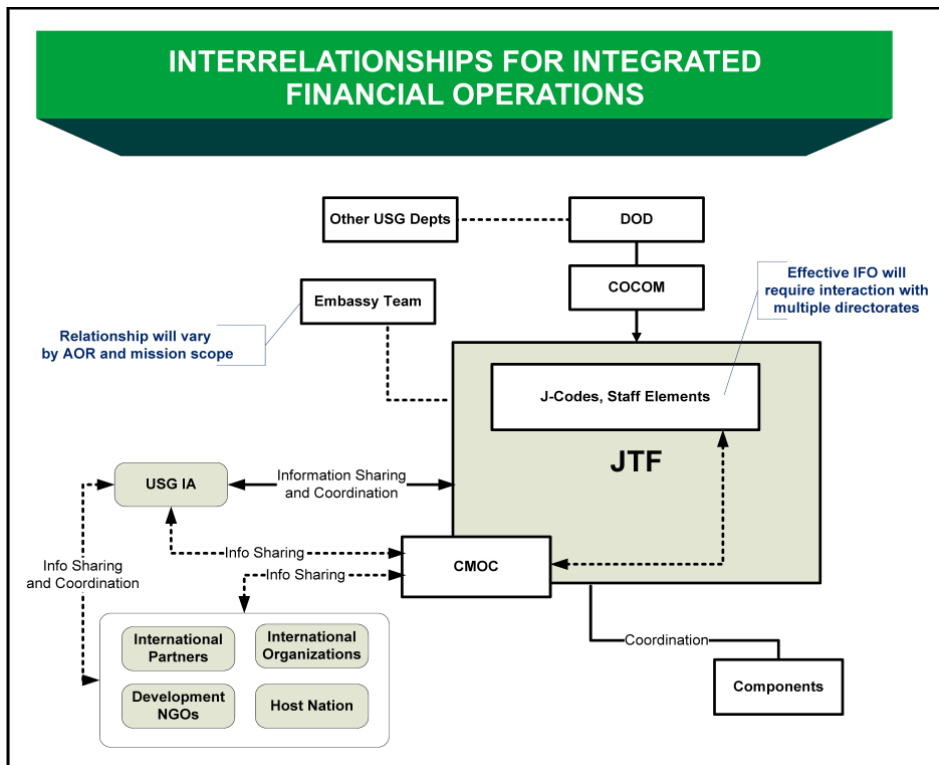 INTERRELATIONSHIPS FOR INTEGRATED
FINANCIAL OPERATIONS
Other USG Depts
DOD
COCOM
Effective IFO will
require interaction with
multiple directorates
Embassy Team
Relationship will vary
by AOR and mission scope
J-Codes, Staff Elements
JTF
USG IA
Information Sharing
and Coordination
Info Sharing
CMOC
Info Sharing
Info Sharing
and Coordination
International
Partners
International
Organizations
Development
NGOs
Host Nation
Coordination
Components